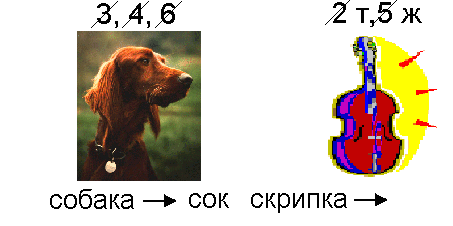 3, 4, 6 2 т,5 ж
собака → сок скрипка →